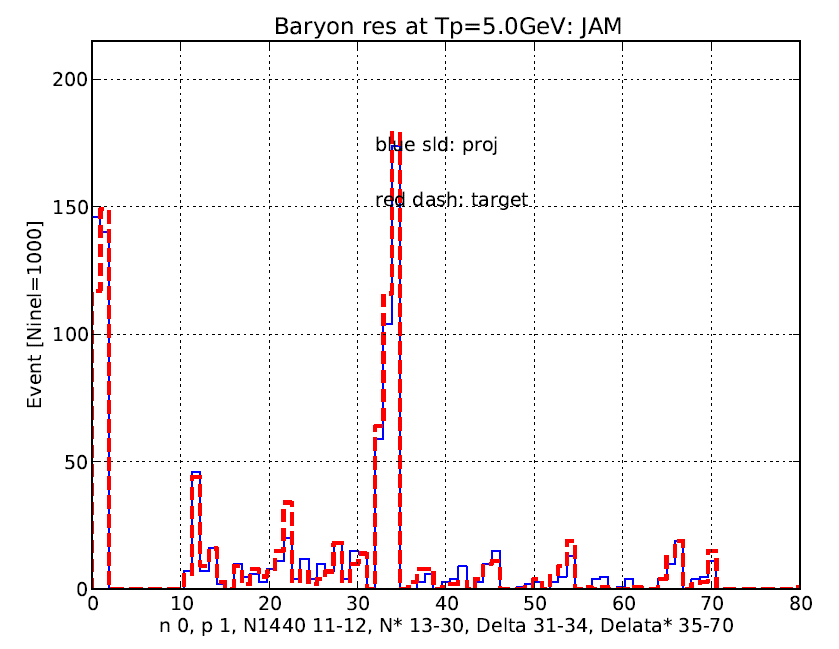 Baryon res at Tp=5.0GeV: JAM
200
150
100
50
0
Event [Ninel=1000]
blue sld: proj
red dash: target
0 10 20 30 40 50 60 70 80
n 0, p 1, N1440 11-12, N* 13-30, Delta 31-34, Delata* 35-70